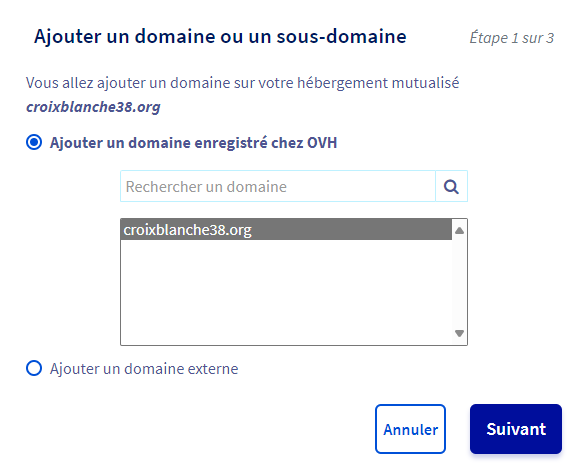 Ajouter un domaine ou un sous-domaine
Étape 1 sur 3
Vous allez ajouter un domaine sur votre hébergement mutualisé
croixblanche38.org
Ajouter un domaine enregistré chez OVH
Rechercher un domaine
croixblanche38.org
Ajouter un domaine externe
Annuler
Suivant